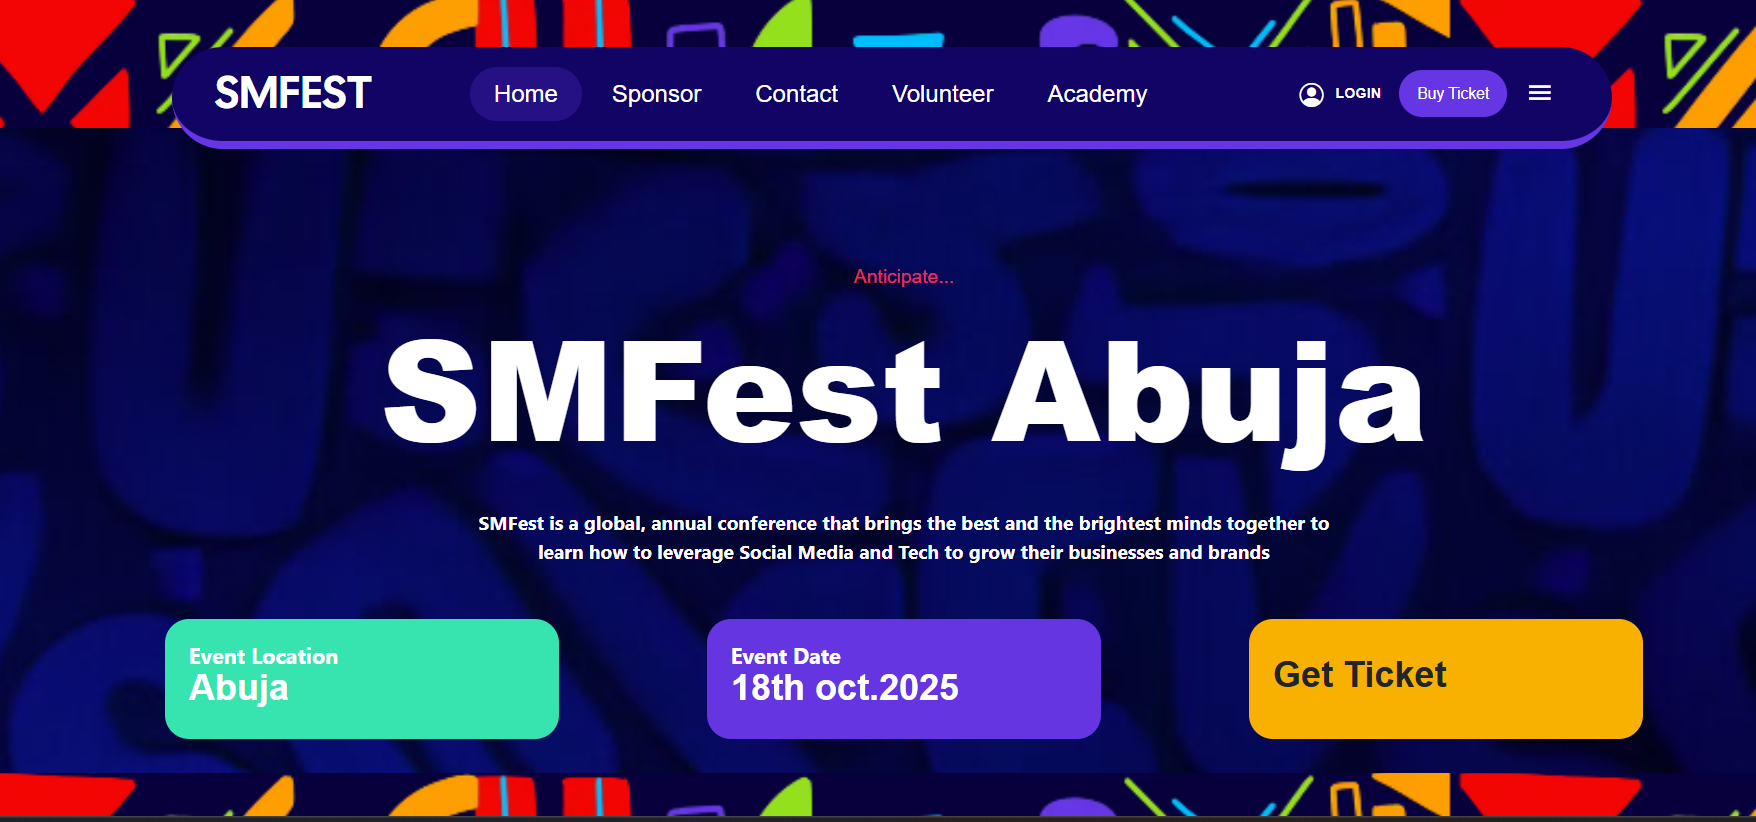 SMFEST
Home
Sponsor
Contact
Volunteer
Academy
LOGIN
Buy Ticket
Anticipate...
SMFest Abuja
SMFest is a global, annual conference that brings the best and the brightest minds together to
learn how to leverage Social Media and Tech to grow their businesses and brands
Event Location
Abuja
Event Date
18th oct.2025
Get Ticket